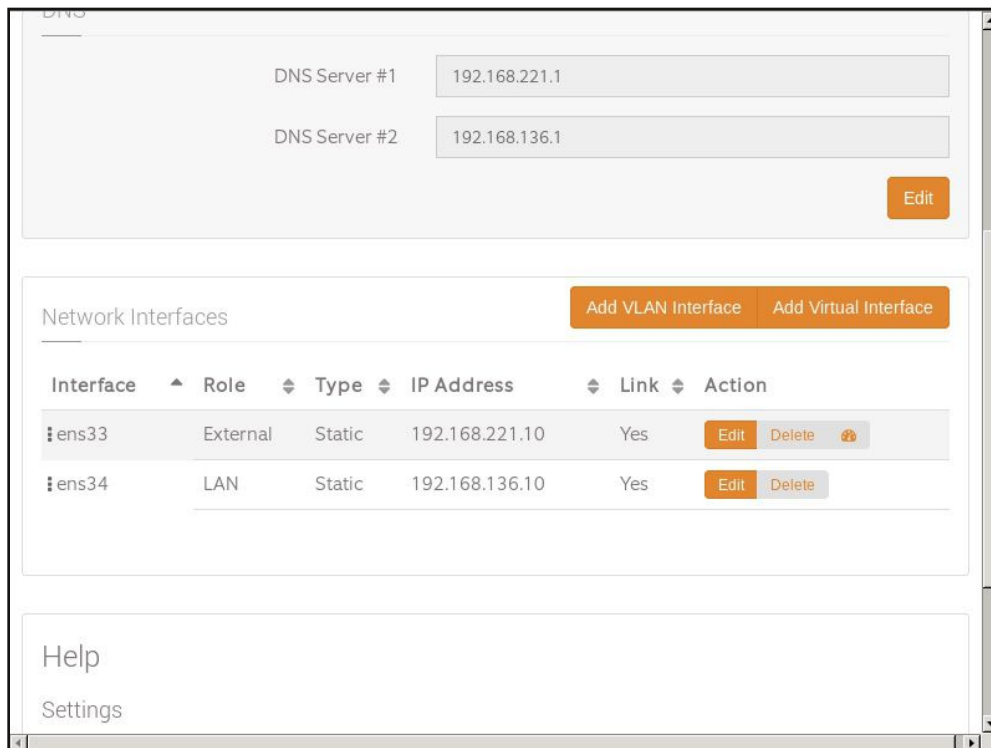 DNS
DNS Server #1 192.168.221.1
DNS Server #2 192.168.136.1
Edit
Network Interfaces Add VLAN Interface Add Virtual Interface
Interface Role Type IP Address Link Action
ens33 External Static 192.168.221.10 Yes Edit Delete
ens34 LAN Static 192.168.136.10 Yes Edit Delete
Help
Settings